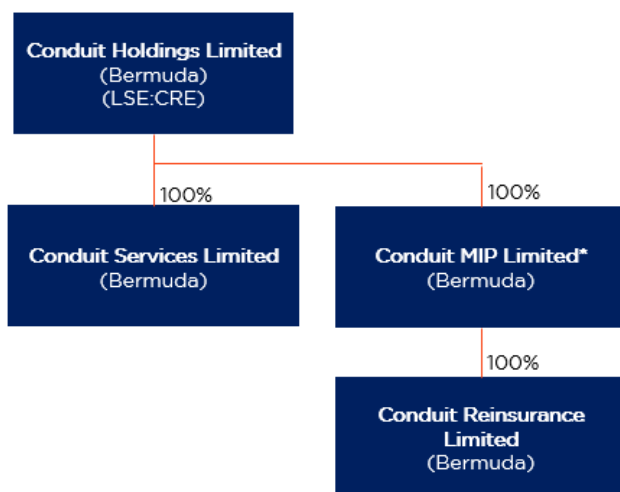 Conduit Holdings Limited
(Bermuda)
(LSE:CRE)
100%
100%
Conduit Services Limited
(Bermuda)
Conduit MIP Limited*
(Bermuda)
100%
Conduit Reinsurance
Limited
(Bermuda)